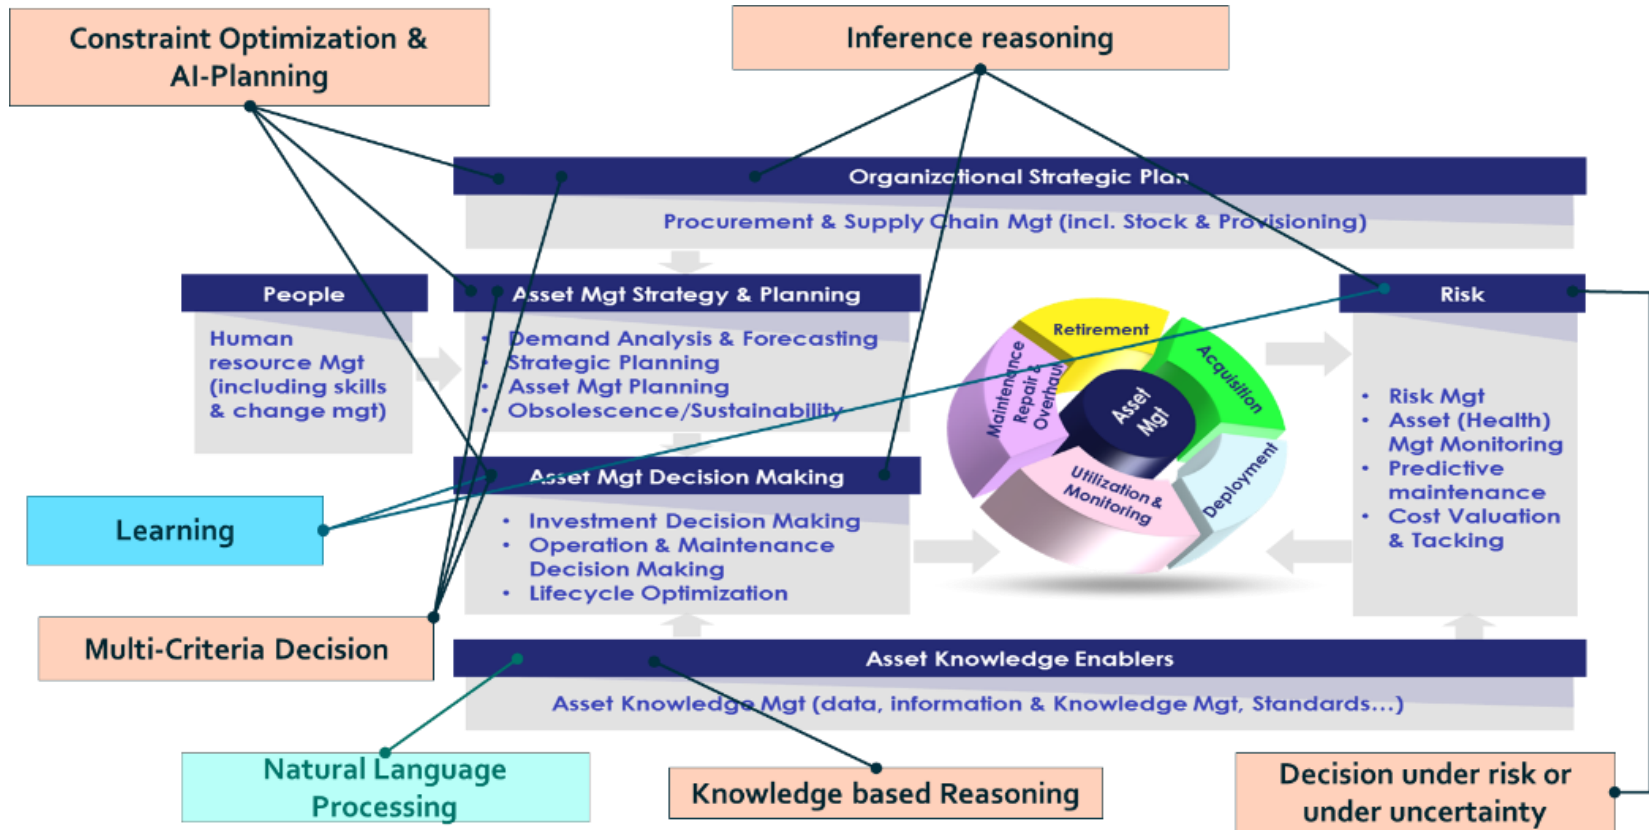 Constraint Optimization &
AI-Planning
Inference reasoning
Organizational Strategic Plan
Procurement & Supply Chain Mgt (incl. Stock & Provisioning)
People
Human
resource Mgt
(including skills
& change mgt)
Asset Mgt Strategy & Planning
• Demand Analysis & Forecasting
• Strategic Planning
• Asset Mgt Planning
• Obsolescence/Sustainability
Asset Mgt Decision Making
• Investment Decision Making
• Operation & Maintenance
Decision Making
• Lifecycle Optimization
Retirement
Acquisition
Deployment
Utilization &
Monitoring
Maintenance
Repair &
Overhaul
Asset
Mgt
Risk
• Risk Mgt
• Asset (Health)
Mgt Monitoring
• Predictive
maintenance
• Cost Valuation
& Tacking
Learning
Multi-Criteria Decision
Asset Knowledge Enablers
Asset Knowledge Mgt (data, information & Knowledge Mgt, Standards...)
Natural Language
Processing
Knowledge based Reasoning
Decision under risk or
under uncertainty